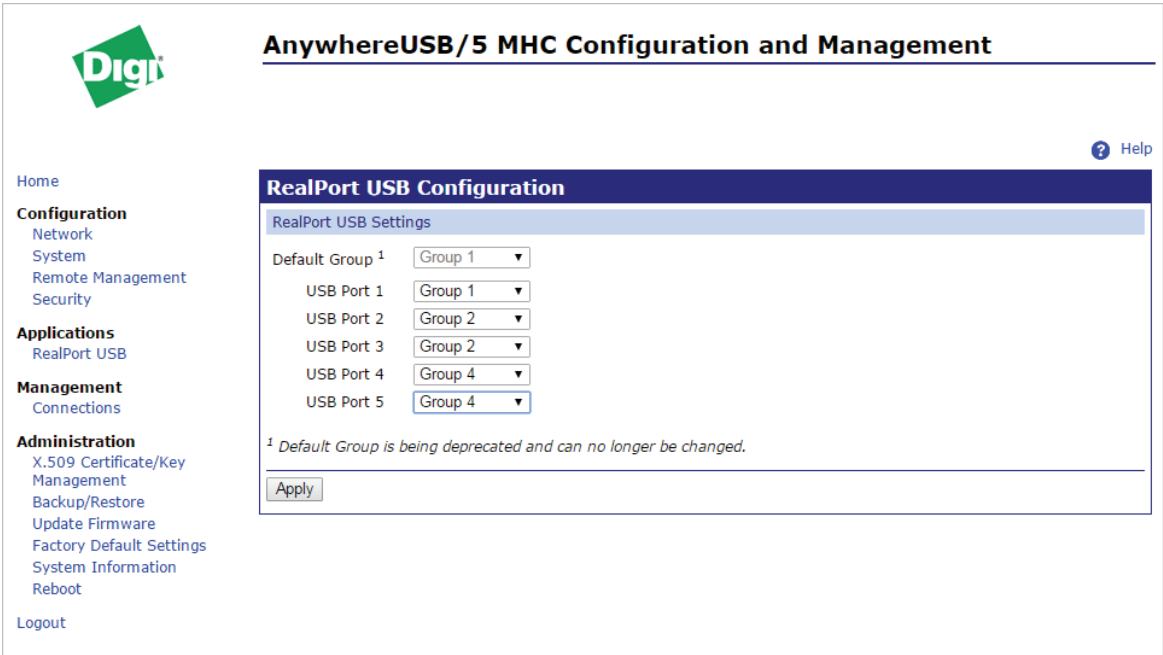 Digi
AnywhereUSB/5 MHC Configuration and Management
? Help
Home
Configuration
Network
System
Remote Management
Security
Applications
RealPort USB
Management
Connections
Administration
X.509 Certificate/Key
Management
Backup/Restore
Update Firmware
Factory Default Settings
System Information
Reboot
Logout
RealPort USB Configuration
RealPort USB Settings
Default Group ¹ Group 1
USB Port 1 Group 1
USB Port 2 Group 2
USB Port 3 Group 2
USB Port 4 Group 4
USB Port 5 Group 4
¹ Default Group is being deprecated and can no longer be changed.
Apply